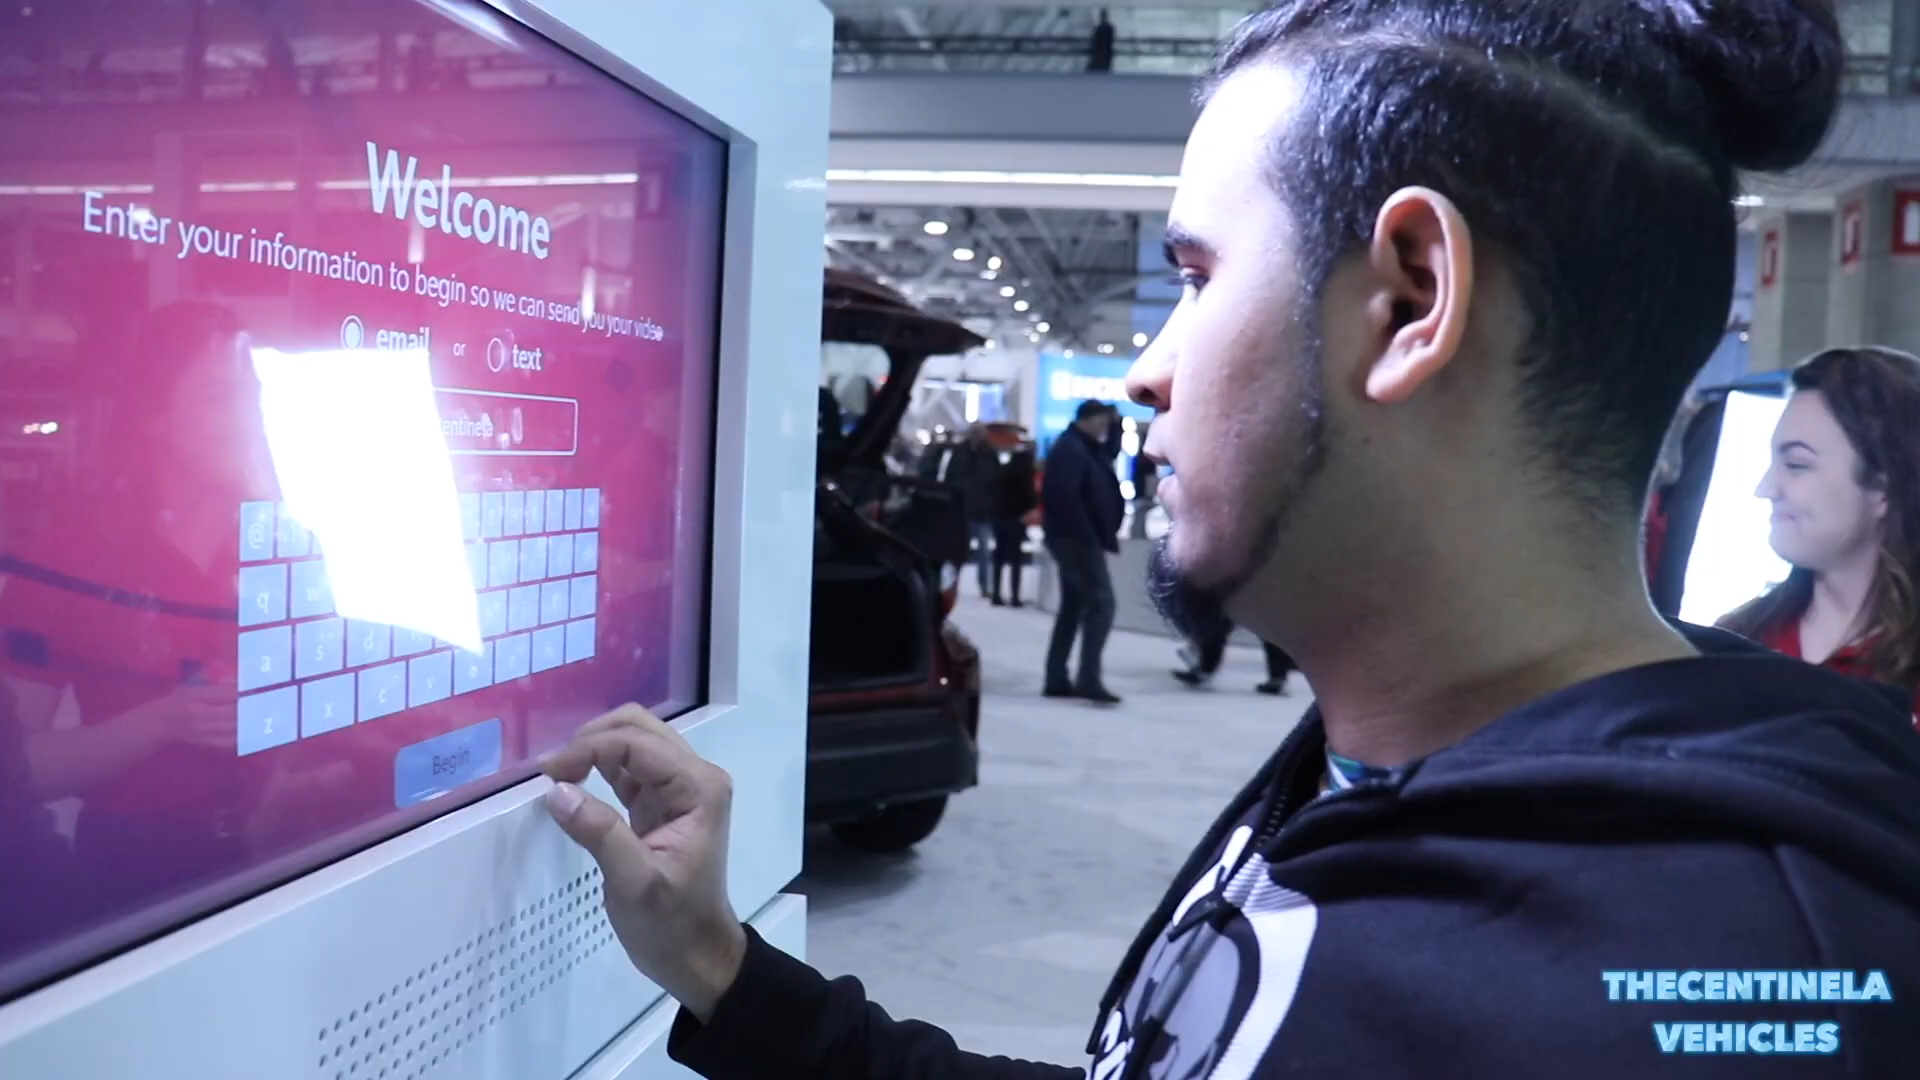 Welcome
Enter your information to begin so we can send you your video
email or text
entinela
@
q w
a s d
z x c v
Begin
THECENTINELA
VEHICLES